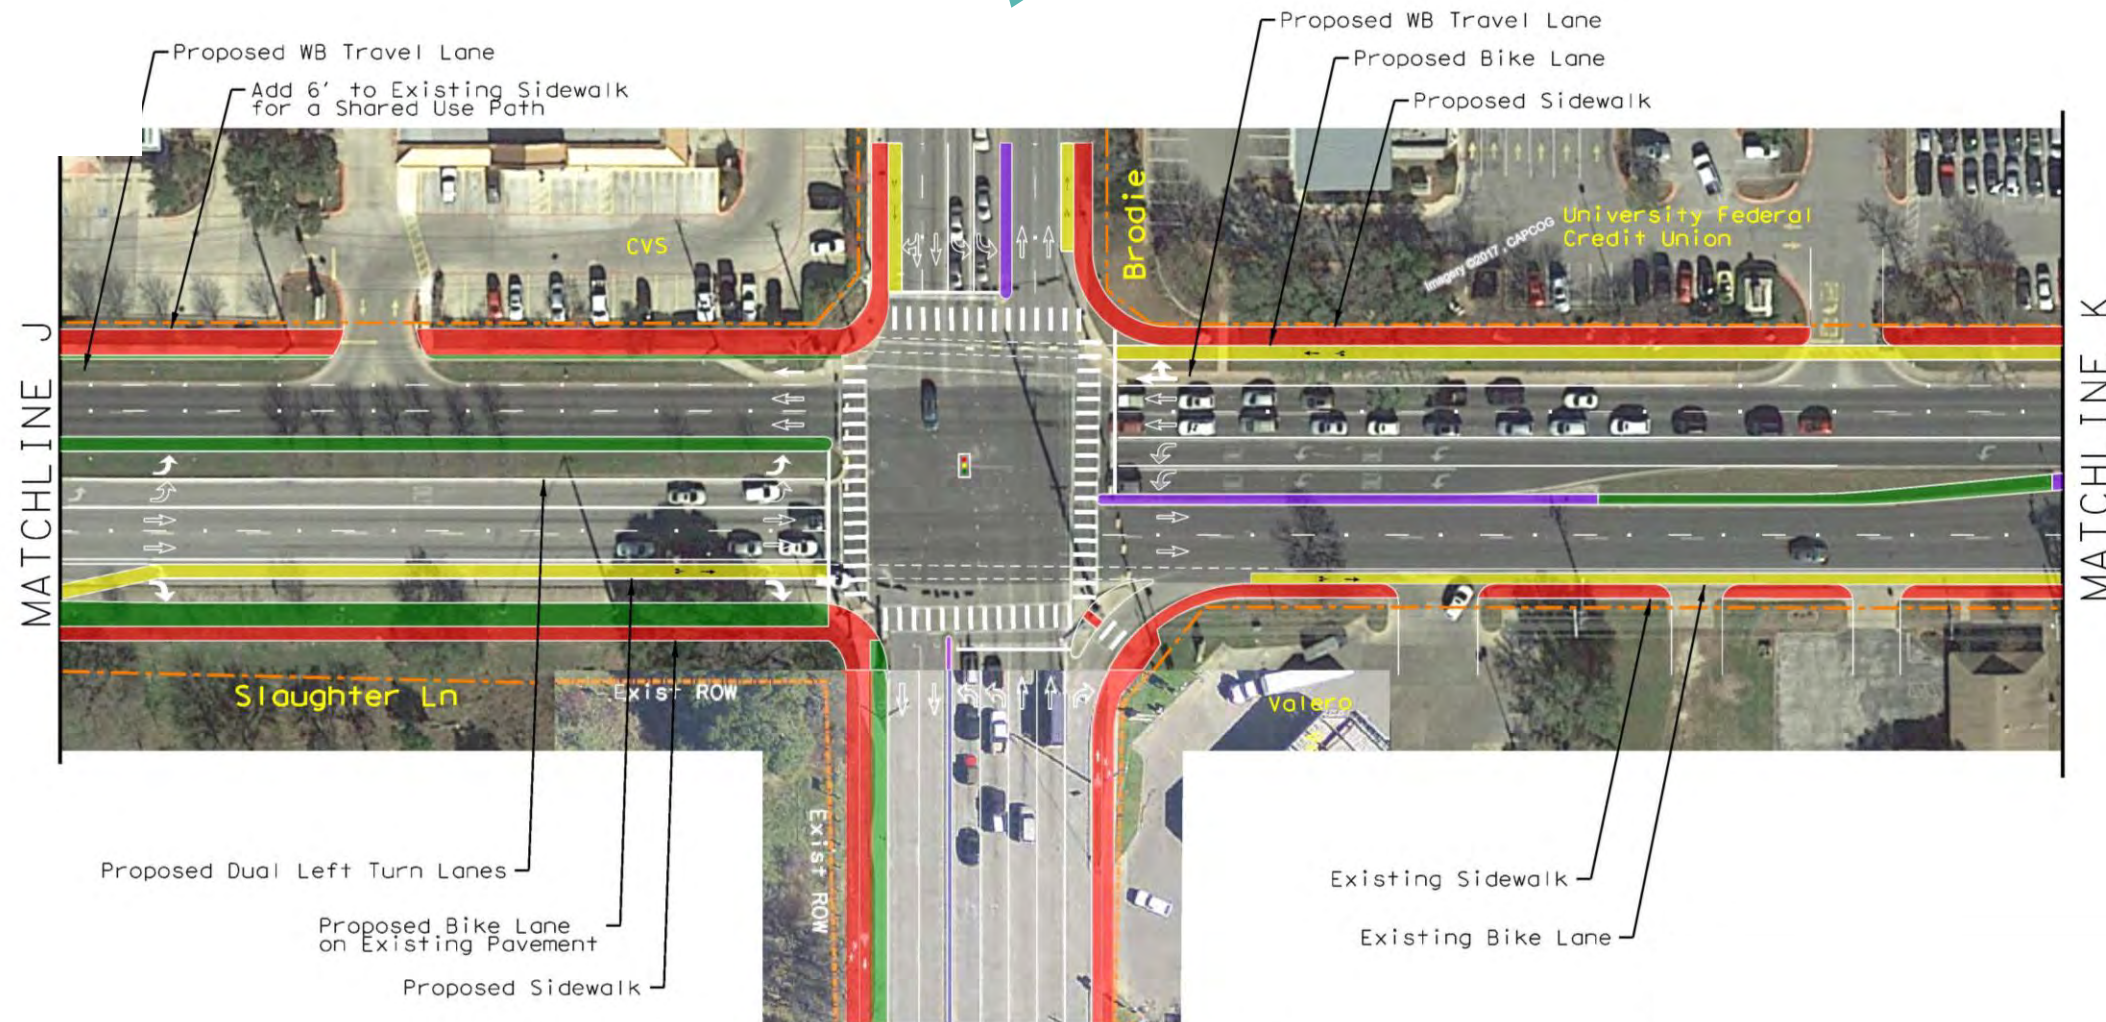 Proposed WB Travel Lane
Add 6' to Existing Sidewalk
for a Shared Use Path
Proposed WB Travel Lane
Proposed Bike Lane
Proposed Sidewalk
CVS
Brodie
University Federal
Credit Union
Imagery ©2017 , CAPCOG
MATCHLINE J
MATCHLINE K
Slaughter Ln
Exist ROW
Valero
Exist ROW
Proposed Dual Left Turn Lanes
Proposed Bike Lane
on Existing Pavement
Proposed Sidewalk
Existing Sidewalk
Existing Bike Lane